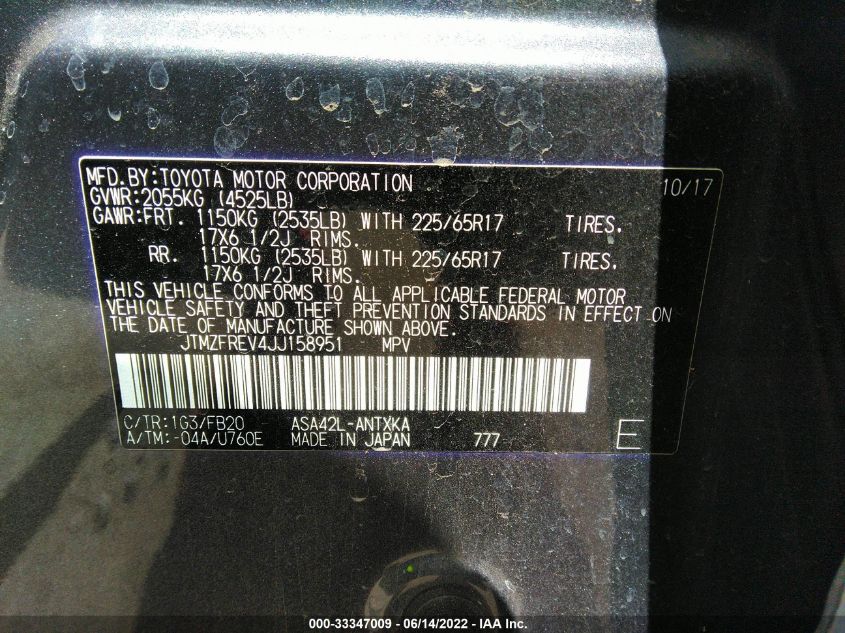 MFD.BY:TOYOTA MOTOR CORPORATION 10/17
GVWR:2055KG (4525LB)
GAWR:FRT. 1150KG (2535LB) WITH 225/65R17 TIRES.
17X6 1/2J RIMS.
RR. 1150KG (2535LB) WITH 225/65R17 TIRES.
17X6 1/2J RIMS.
THIS VEHICLE CONFORMS TO ALL APPLICABLE FEDERAL MOTOR
VEHICLE SAFETY AND THEFT PREVENTION STANDARDS IN EFFECT ON
THE DATE OF MANUFACTURE SHOWN ABOVE.
JTMZFREV4JJ158951 MPV
C/TR:1G3/FB20 ASA42L-ANTXKA
A/TM:-04A/U760E MADE IN JAPAN 777 E
000-33347009 - 06/14/2022 - IAA Inc.